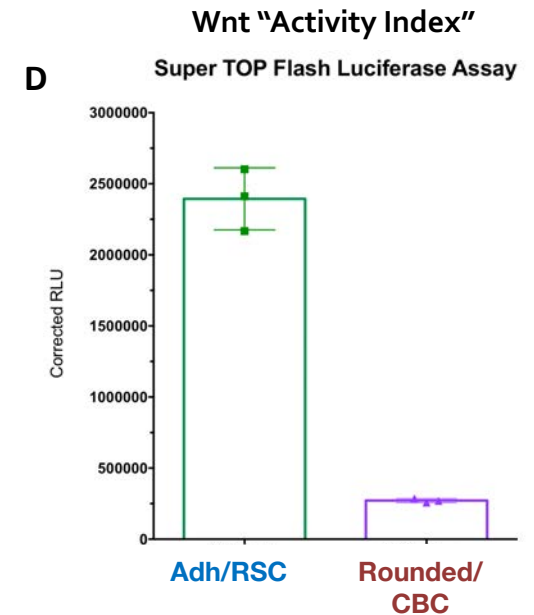 Wnt “Activity Index”
D
Super TOP Flash Luciferase Assay
Corrected RLU
3000000
2500000
2000000
1500000
1000000
500000
0
Adh/RSC
Rounded/
CBC